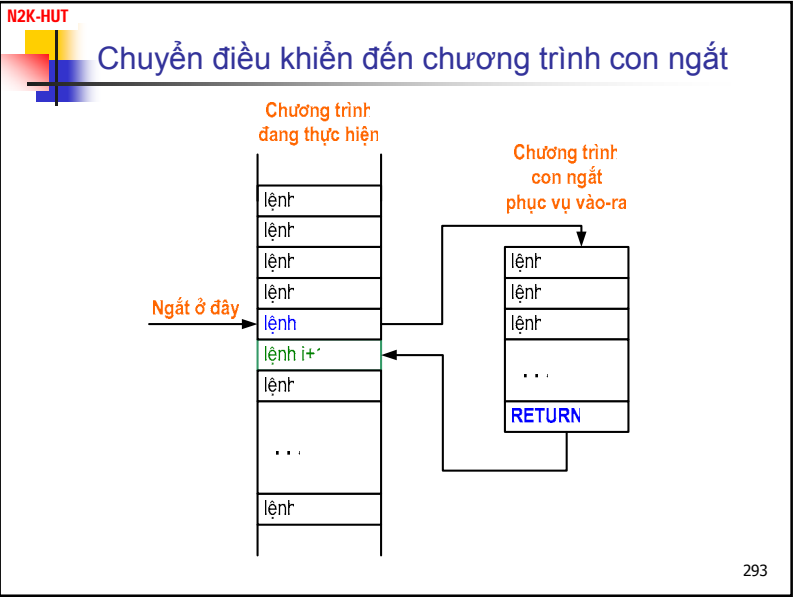 N2K-HUT
Chuyển điều khiển đến chương trình con ngắt
Chương trình
đang thực hiện
lệnh
lệnh
lệnh
lệnh
lệnh
lệnh i+1
lệnh
...
lệnh
Ngắt ở đây
Chương trình
con ngắt
phục vụ vào-ra
lệnh
lệnh
lệnh
...
RETURN
293